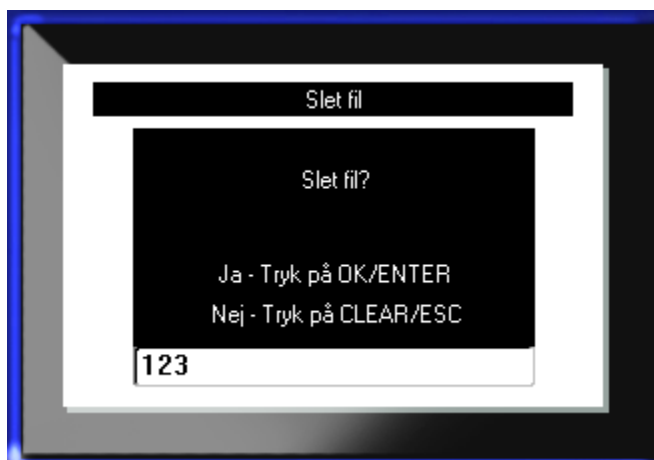 Slet fil
Slet fil?
Ja - Tryk på OK/ENTER
Nej - Tryk på CLEAR/ESC
123